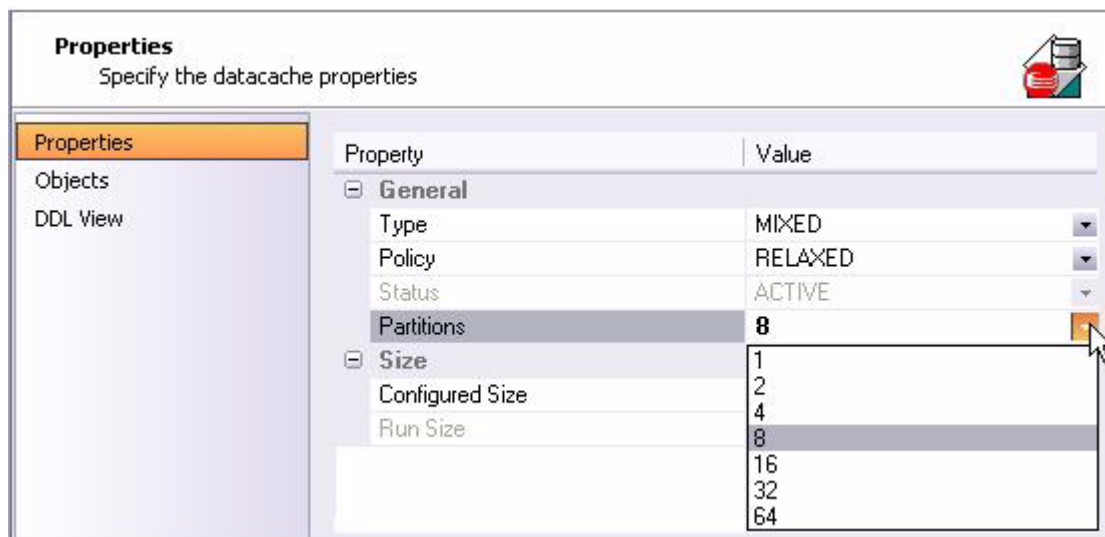 Properties
Specify the datacache properties
Properties
Objects
DDL View
Property Value
General
Type MIXED
Policy RELAXED
Status ACTIVE
Partitions 8
Size
Configured Size
Run Size
1
2
4
8
16
32
64